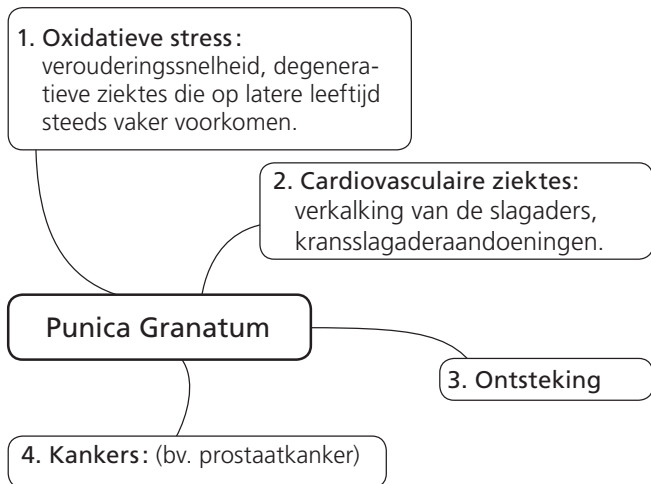 1. Oxidatieve stress:
verouderingssnelheid, degenera-
tieve ziektes die op latere leeftijd
steeds vaker voorkomen.
2. Cardiovasculaire ziektes:
verkalking van de slagaders,
kransslagaderaandoeningen.
Punica Granatum
3. Ontsteking
4. Kankers: (bv. prostaatkanker)